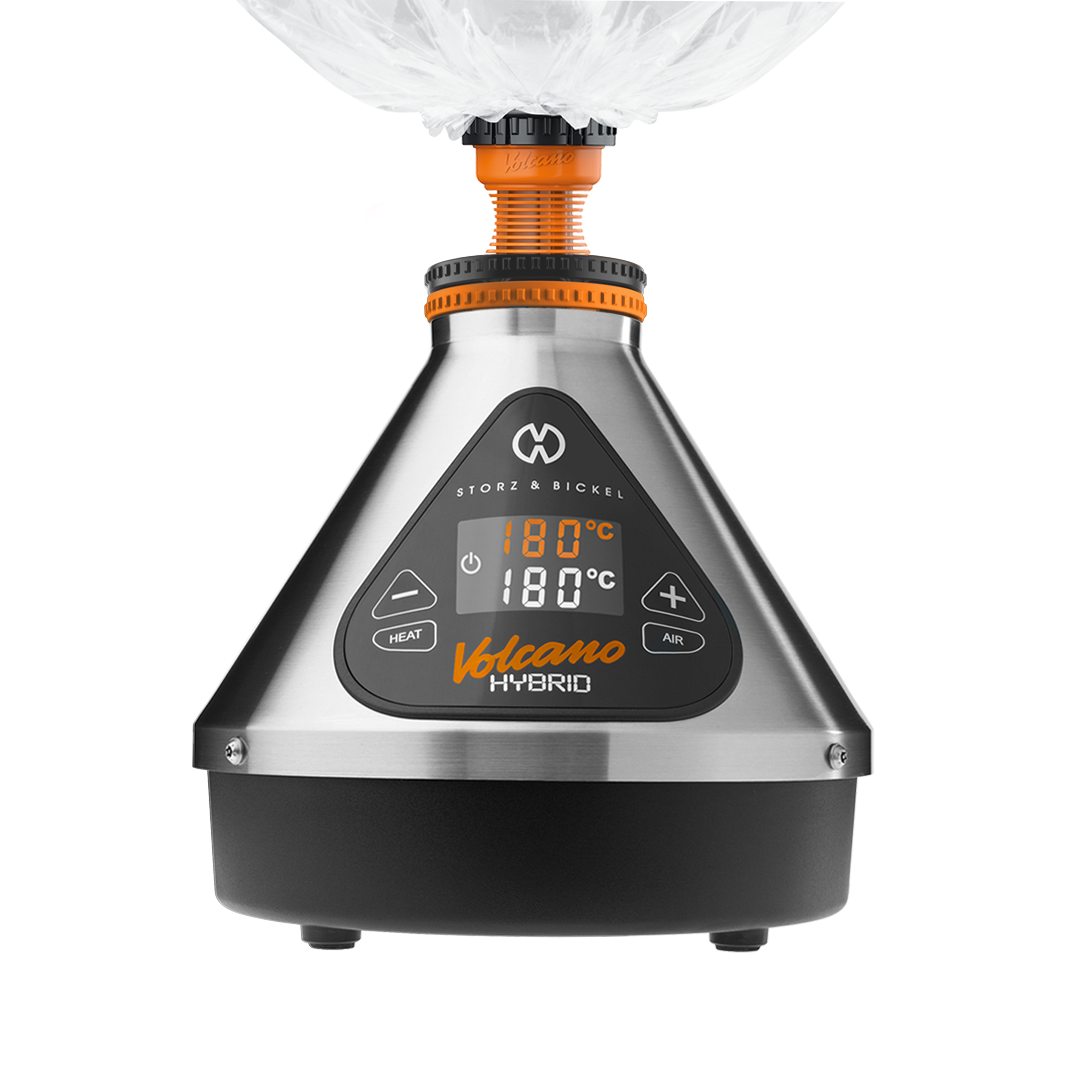 Volcano
STORZ & BICKEL
180°C
180°C
− +
HEAT AIR
Volcano
HYBRID